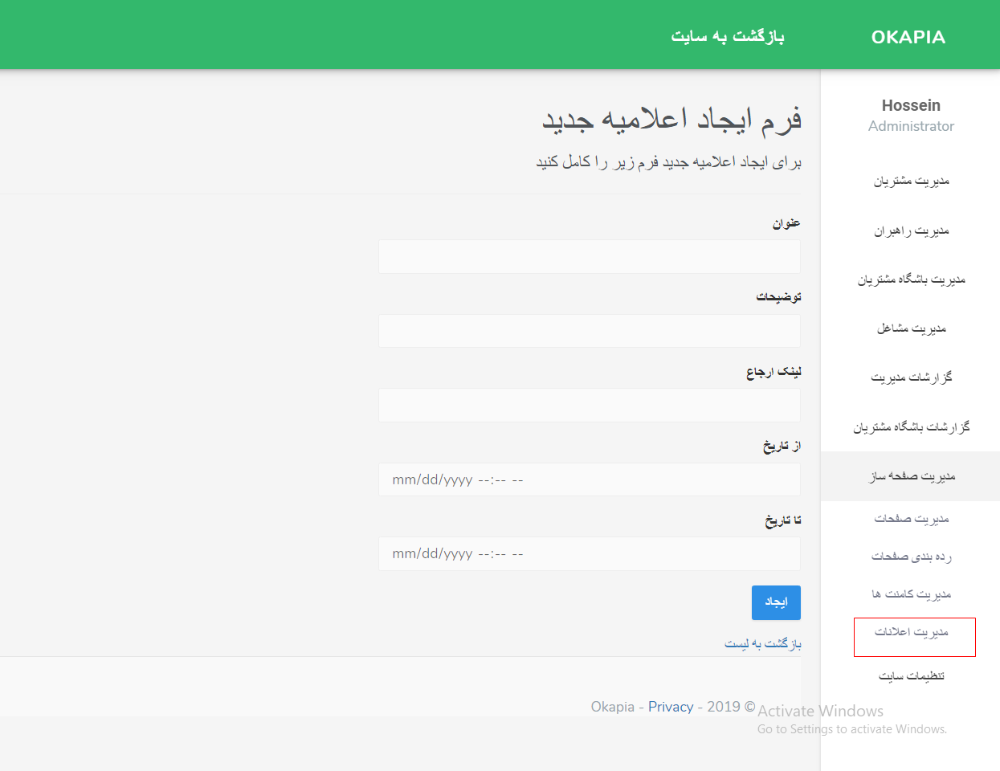 OKAPIA
بازگشت به سایت
Hossein
Administrator
مدیریت مشتریان
مدیریت راهبران
مدیریت باشگاه مشتریان
مدیریت مشاغل
گزارشات مدیریت
گزارشات باشگاه مشتریان
مدیریت صفحه ساز
مدیریت صفحات
رده بندی صفحات
مدیریت کامنت ها
مدیریت اعلانات
تنظیمات سایت
فرم ایجاد اعلامیه جدید
برای ایجاد اعلامیه جدید فرم زیر را کامل کنید
عنوان
توضیحات
لینک ارجاع
از تاریخ
mm/dd/yyyy --:-- --
تا تاریخ
mm/dd/yyyy --:-- --
ایجاد
بازگشت به لیست
Okapia - Privacy - 2019 ©
Activate Windows
Go to Settings to activate Windows.